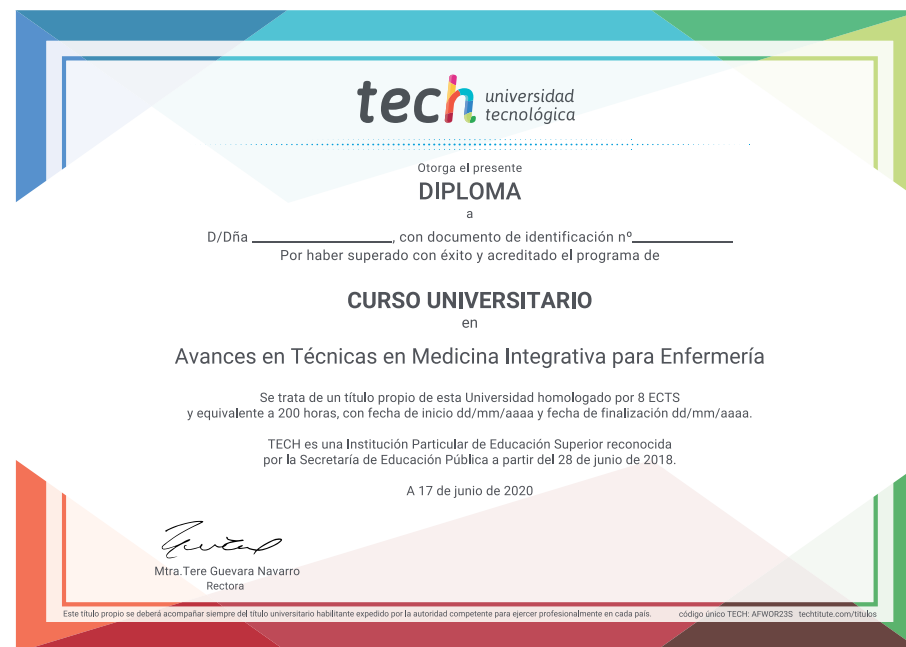 tech universidad
tecnológica
Otorga el presente
DIPLOMA
a
D/Dña ____________________, con documento de identificación nº______________
Por haber superado con éxito y acreditado el programa de
CURSO UNIVERSITARIO
en
Avances en Técnicas en Medicina Integrativa para Enfermería
Se trata de un título propio de esta Universidad homologado por 8 ECTS
y equivalente a 200 horas, con fecha de inicio dd/mm/aaaa y fecha de finalización dd/mm/aaaa.
TECH es una Institución Particular de Educación Superior reconocida
por la Secretaría de Educación Pública a partir del 28 de junio de 2018.
A 17 de junio de 2020
Mtra.Tere Guevara Navarro
Rectora
Este título propio se deberá acompañar siempre del título universitario habilitante expedido por la autoridad competente para ejercer profesionalmente en cada país. código único TECH: AFWOR23S techtitute.com/titulos